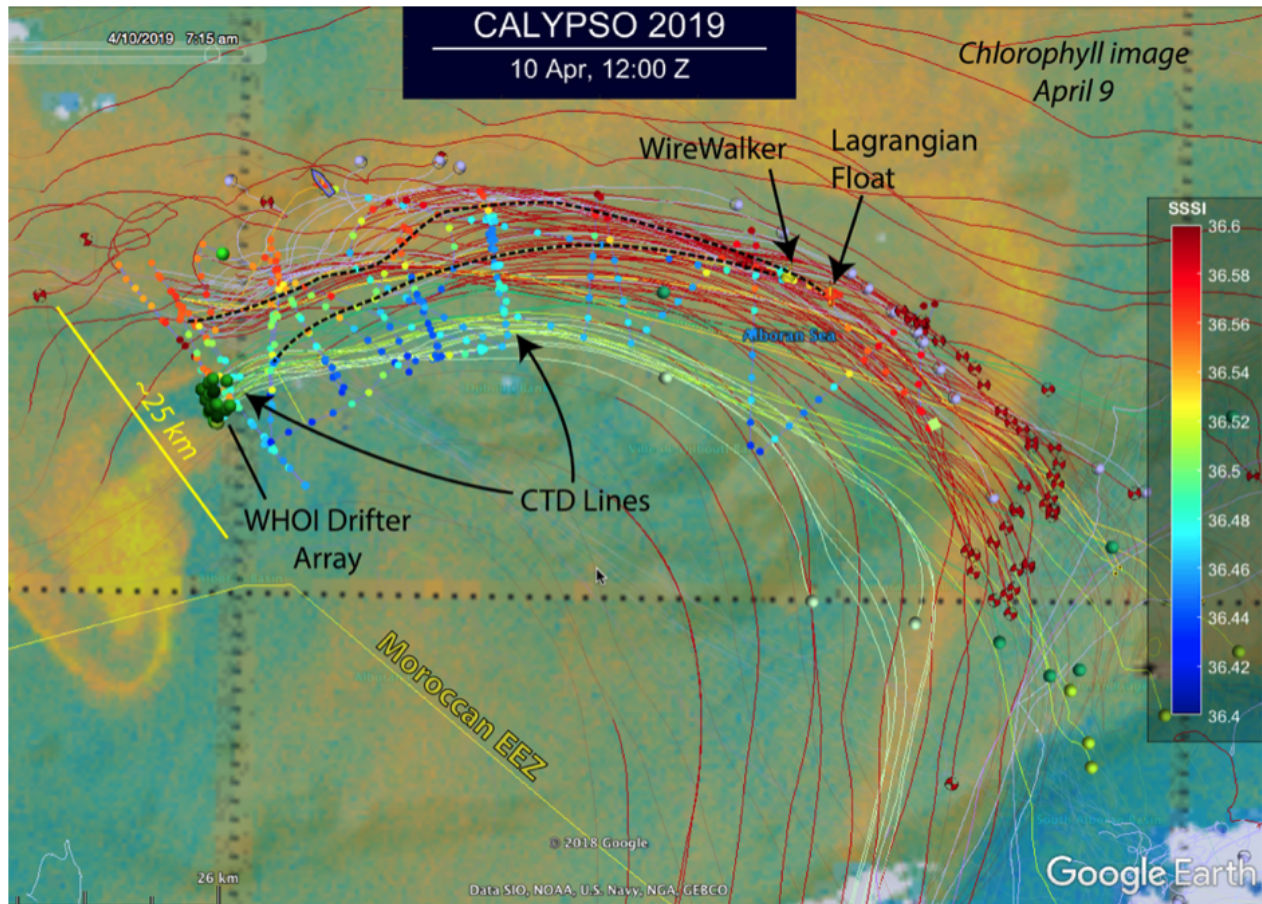 4/10/2019 7:15 am
CALYPSO 2019
10 Apr, 12:00 Z
Chlorophyll image
April 9
WireWalker
Lagrangian
Float
SSSI
36.6
36.58
36.56
36.54
36.52
36.5
36.48
36.46
36.44
36.42
36.4
Alboran Sea
~25 km
CTD Lines
WHOI Drifter
Array
Moroccan EEZ
© 2018 Google
26 km
Data SIO, NOAA, U.S. Navy, NGA, GEBCO
Google Earth